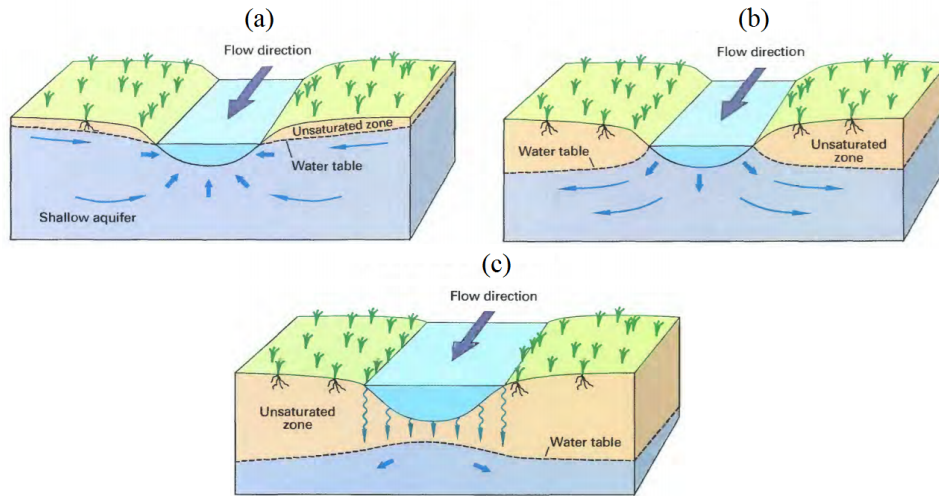 (a)
Flow direction
Unsaturated zone
Water table
Shallow aquifer
(b)
Flow direction
Water table
Unsaturated
zone
(c)
Flow direction
Unsaturated
zone
Water table